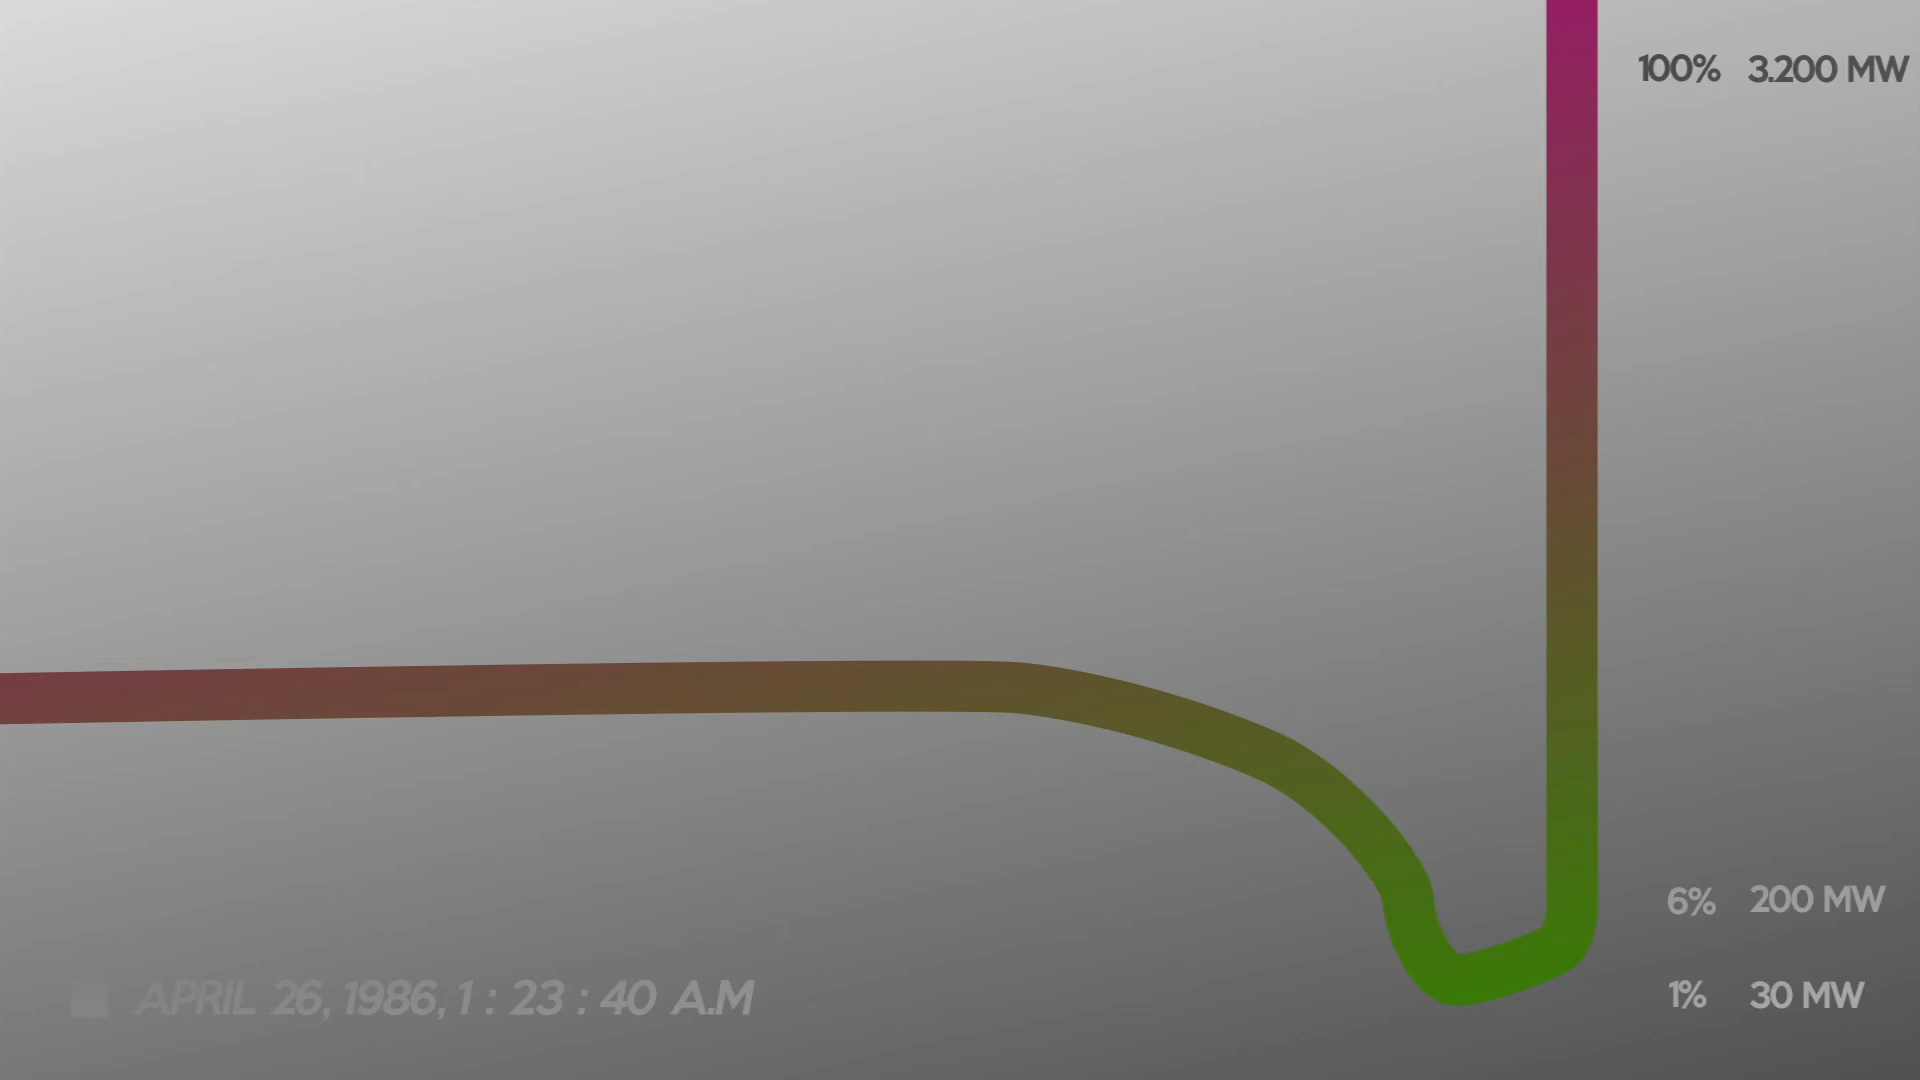 100% 3.200 MW
6% 200 MW
1% 30 MW
APRIL 26, 1986, 1 : 23 : 40 A.M